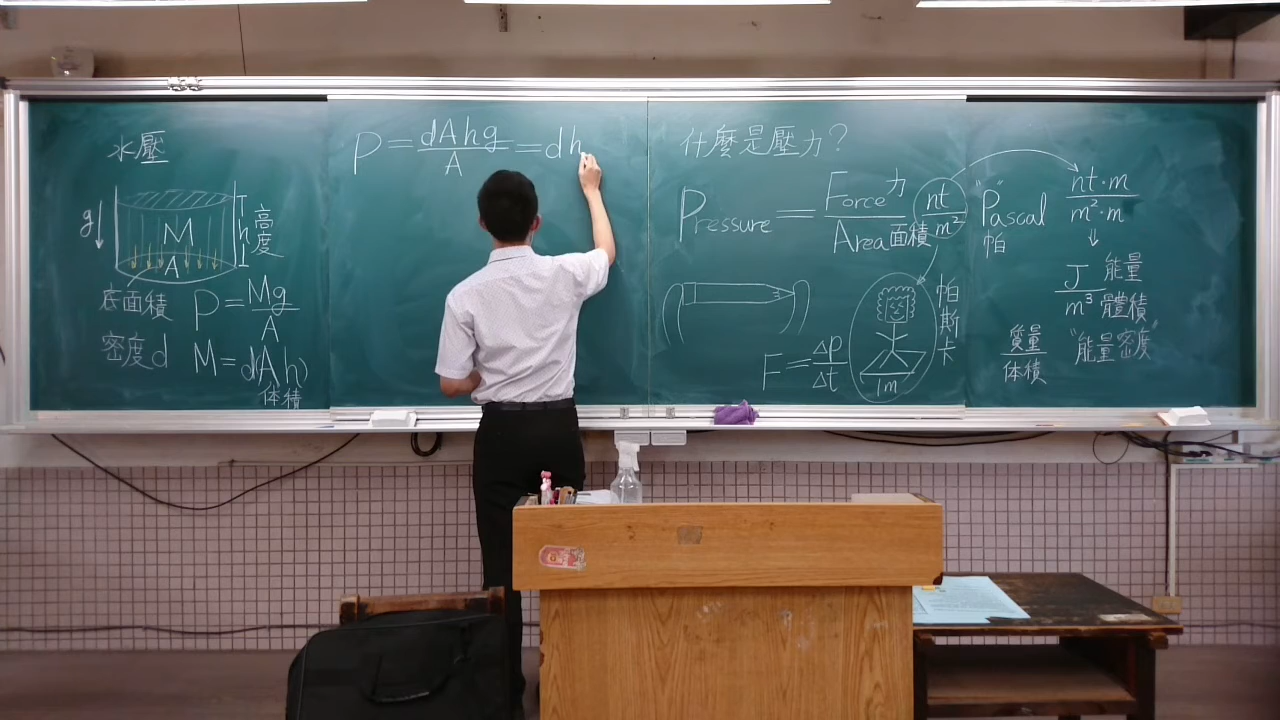 水壓
g
M
A
h
高度
底面積
P = Mg / A
密度d
M = d(Ah)
体積
P = dAhg / A = dh
什麼是壓力？
Pressure = Force力 / Area面積 nt / m²
"Pascal"
帕
nt·m / m²·m
⇓
J 能量 / m³ 體積
"能量密度"
質量 / 体積
帕斯卡
1m
F = Δp / Δt